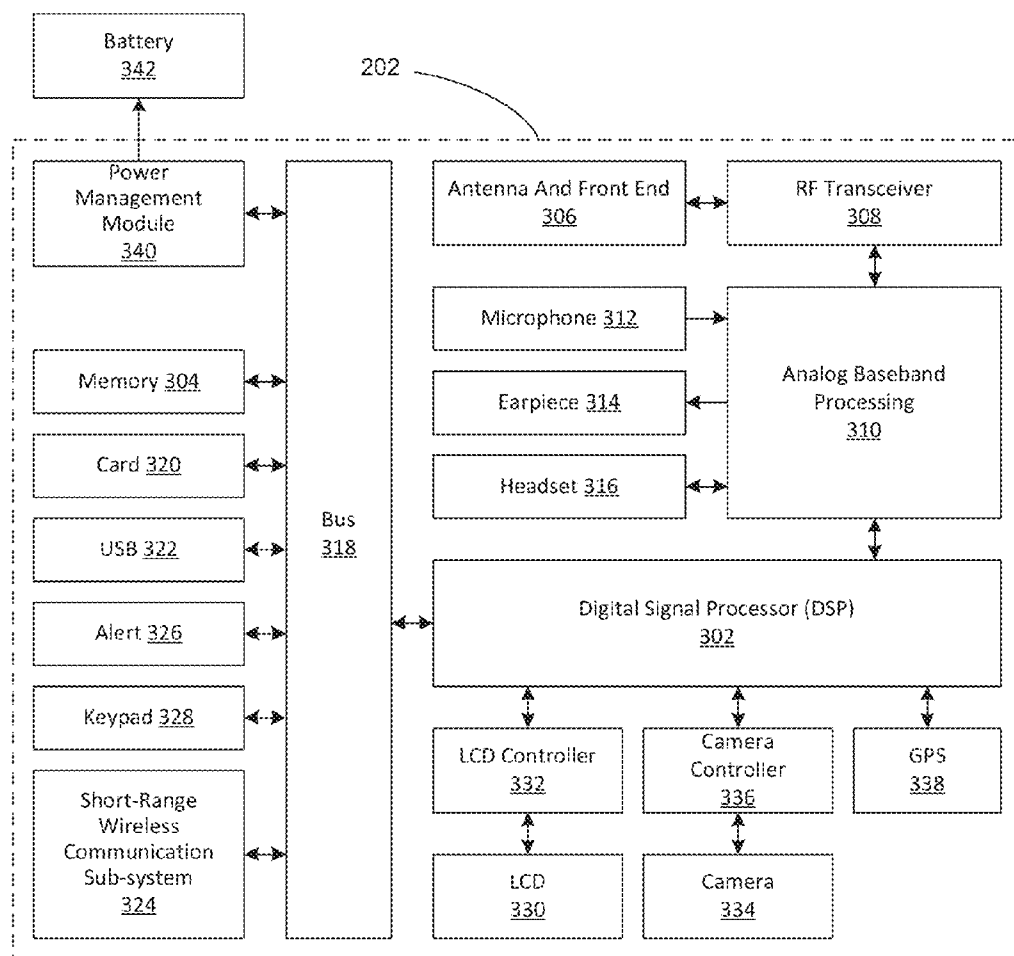 Battery
342
202
Power
Management
Module
340
Antenna And Front End
306
RF Transceiver
308
Microphone 312
Earpiece 314
Headset 316
Analog Baseband
Processing
310
Memory 304
Card 320
USB 322
Alert 326
Keypad 328
Short-Range
Wireless
Communication
Sub-system
324
Bus
318
Digital Signal Processor (DSP)
302
LCD Controller
332
Camera
Controller
336
GPS
338
LCD
330
Camera
334